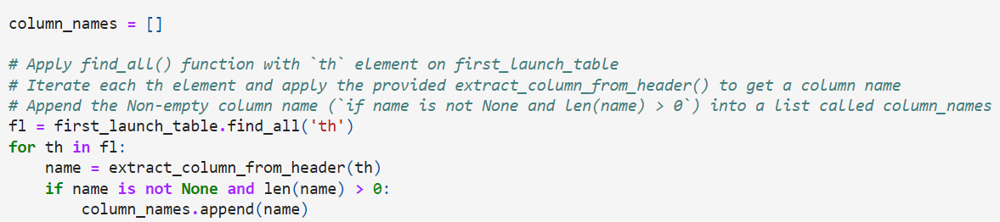 column_names = []
# Apply find_all() function with `th` element on first_launch_table
# Iterate each th element and apply the provided extract_column_from_header() to get a column name
# Append the Non-empty column name (`if name is not None and len(name) > 0`) into a list called column_names
fl = first_launch_table.find_all('th')
for th in fl:
    name = extract_column_from_header(th)
    if name is not None and len(name) > 0:
        column_names.append(name)